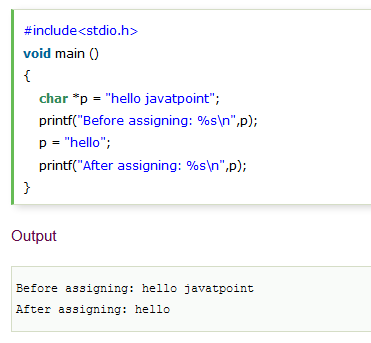 #include<stdio.h>
void main ()
{
char *p = "hello javatpoint";
printf("Before assigning: %s\n",p);
p = "hello";
printf("After assigning: %s\n",p);
}
Output
Before assigning: hello javatpoint
After assigning: hello